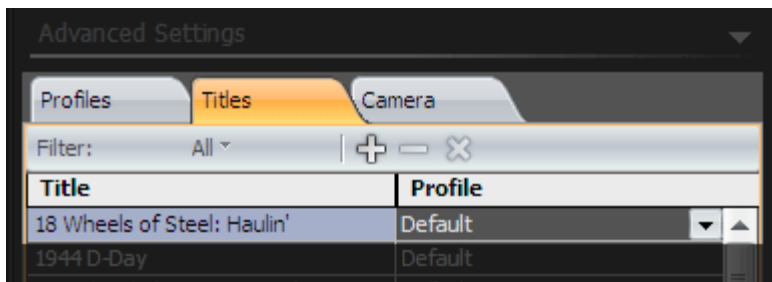 Advanced Settings
Profiles Titles Camera
Filter: All
Title Profile
18 Wheels of Steel: Haulin' Default
1944 D-Day Default